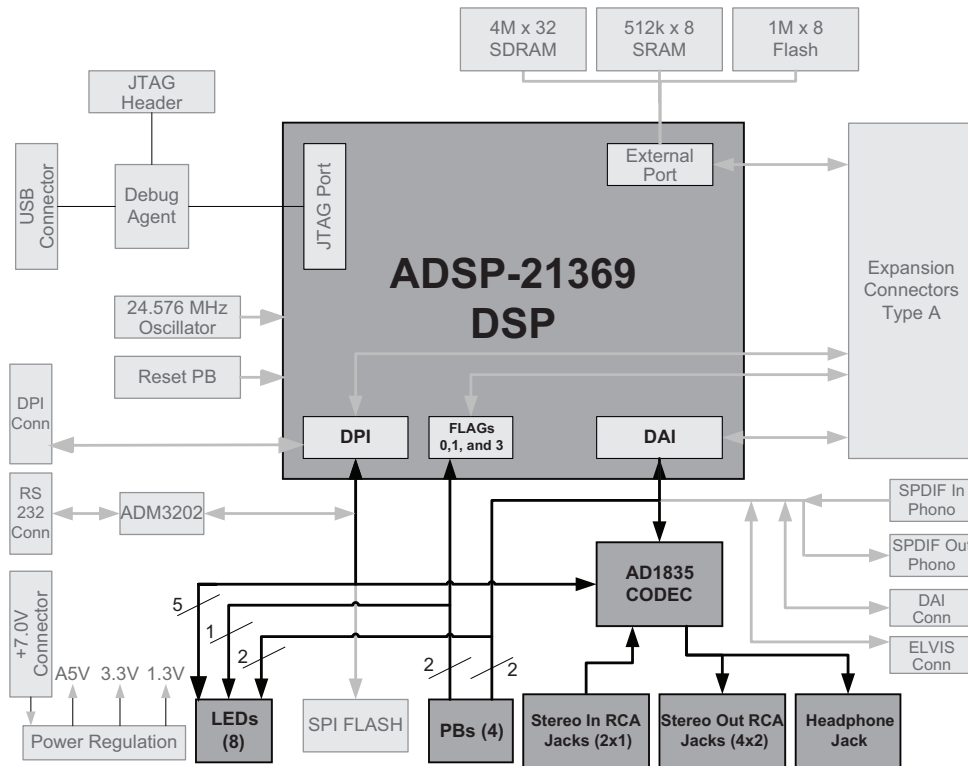 4M x 32
SDRAM
512k x 8
SRAM
1M x 8
Flash
JTAG
Header
USB
Connector
Debug
Agent
JTAG Port
External
Port
ADSP-21369
DSP
Expansion
Connectors
Type A
24.576 MHz
Oscillator
Reset PB
DPI
Conn
DPI
FLAGs
0,1, and 3
DAI
RS
232
Conn
ADM3202
SPDIF In
Phono
SPDIF Out
Phono
AD1835
CODEC
DAI
Conn
ELVIS
Conn
+7.0V
Connector
5
1
2
2
2
A5V
3.3V
1.3V
Power Regulation
LEDs
(8)
SPI FLASH
PBs (4)
Stereo In RCA
Jacks (2x1)
Stereo Out RCA
Jacks (4x2)
Headphone
Jack